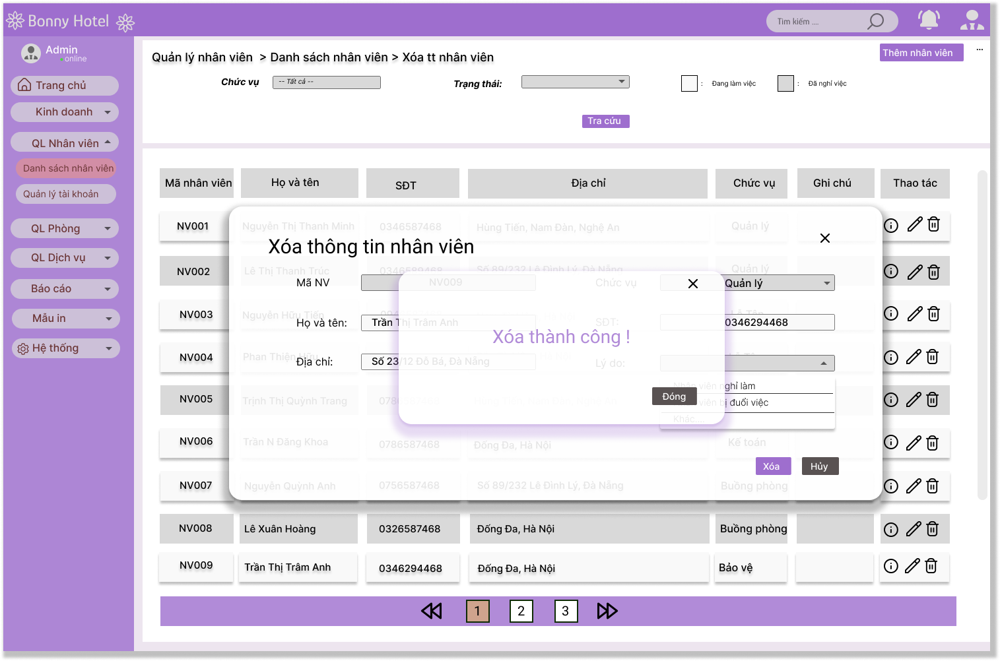 Bonny Hotel
Tìm kiếm ....
Admin
online
Trang chủ
Kinh doanh
QL Nhân viên
Danh sách nhân viên
Quản lý tài khoản
QL Phòng
QL Dịch vụ
Báo cáo
Mẫu in
Hệ thống
Quản lý nhân viên > Danh sách nhân viên > Xóa tt nhân viên
Thêm nhân viên ...
Chức vụ -- Tất cả -- Trạng thái: : Đang làm việc : Đã nghỉ việc
Tra cứu
Mã nhân viên Họ và tên SĐT Địa chỉ Chức vụ Ghi chú Thao tác
NV001 Nguyễn Thị Thanh Minh 0346587468 Hùng Tiến, Nam Đàn, Nghệ An Quản lý
NV002 Lê Thị Thanh Trúc 0346589468 Số 89/232 Lê Đình Lý, Đà Nẵng Quản lý
NV003 Nguyễn Hữu Tiến Lễ Tân
NV004 Phan Thiện Hữu
NV005 Trịnh Thị Quỳnh Trang
NV006 Trần N Đăng Khoa 0786587468 Đống Đa, Hà Nội Kế toán
NV007 Nguyễn Quỳnh Anh 0756587468 Số 89/232 Lê Đình Lý, Đà Nẵng Buồng phòng
NV008 Lê Xuân Hoàng 0326587468 Đống Đa, Hà Nội Buồng phòng
NV009 Trần Thị Trâm Anh 0346294468 Đống Đa, Hà Nội Bảo vệ
Xóa thông tin nhân viên
Mã NV NV009 Chức vụ Quản lý
Họ và tên: Trần Thị Trâm Anh SĐT: 0346294468
Địa chỉ: Số 23/12 Đỗ Bá, Đà Nẵng Lý do:
Nhân viên nghỉ làm
viên bị đuổi việc
Khác....
Xóa Hủy
Xóa thành công !
Đóng
1 2 3